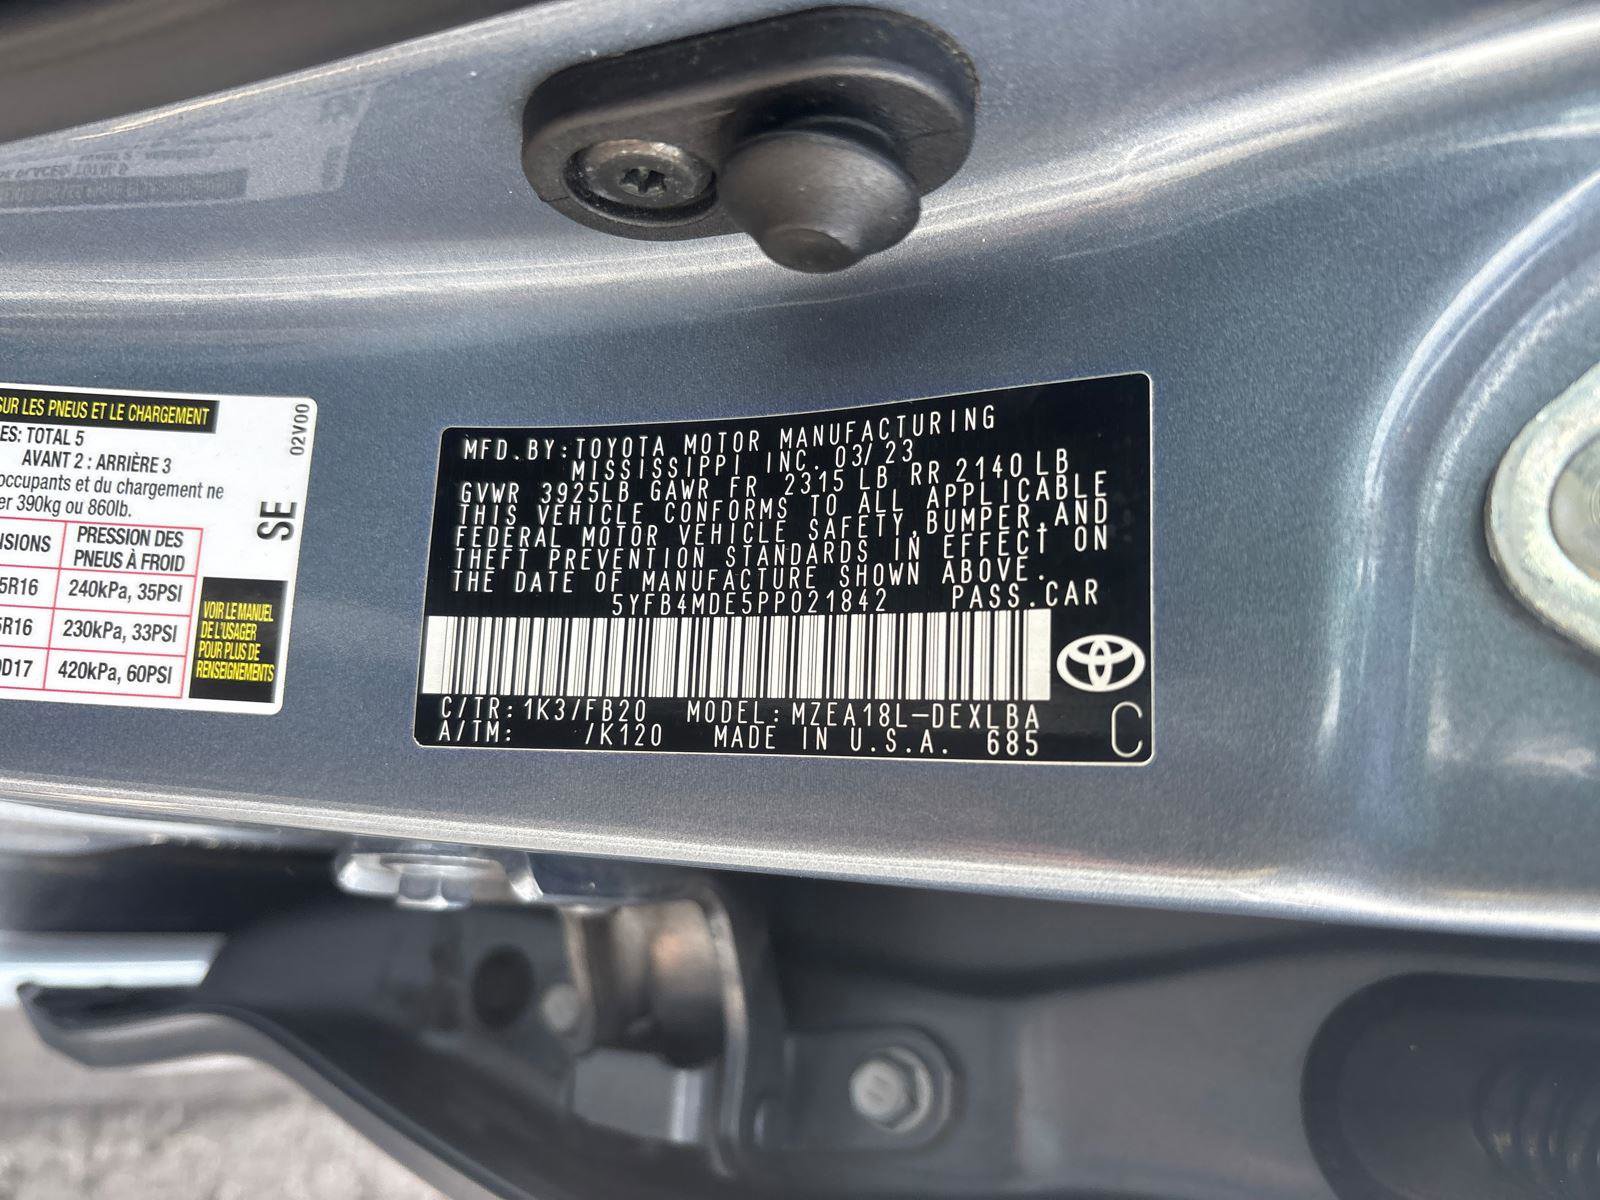 SUR LES PNEUS ET LE CHARGEMENT
ES: TOTAL 5
AVANT 2 : ARRIÈRE 3
occupants et du chargement ne
er 390kg ou 860lb.
NSIONS PRESSION DES PNEUS À FROID
5R16 240kPa, 35PSI
5R16 230kPa, 33PSI
0D17 420kPa, 60PSI
VOIR LE MANUEL
DE L'USAGER
POUR PLUS DE
RENSEIGNEMENTS
02V00
SE
MFD.BY:TOYOTA MOTOR MANUFACTURING
MISSISSIPPI INC. 03/23
GVWR 3925LB GAWR FR 2315LB RR 2140LB
THIS VEHICLE CONFORMS TO ALL APPLICABLE
FEDERAL MOTOR VEHICLE SAFETY,BUMPER,AND
THEFT PREVENTION STANDARDS IN EFFECT ON
THE DATE OF MANUFACTURE SHOWN ABOVE.
5YFB4MDE5PP021842 PASS.CAR
C/TR:1K3/FB20 MODEL:MZEA18L-DEXLBA
A/TM: /K120 MADE IN U.S.A. 685
C